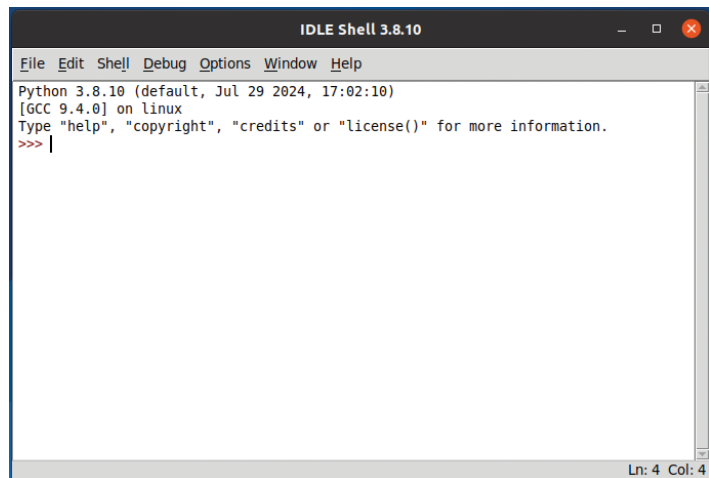 IDLE Shell 3.8.10
File Edit Shell Debug Options Window Help
Python 3.8.10 (default, Jul 29 2024, 17:02:10)
[GCC 9.4.0] on linux
Type "help", "copyright", "credits" or "license()" for more information.
>>>
Ln: 4 Col: 4